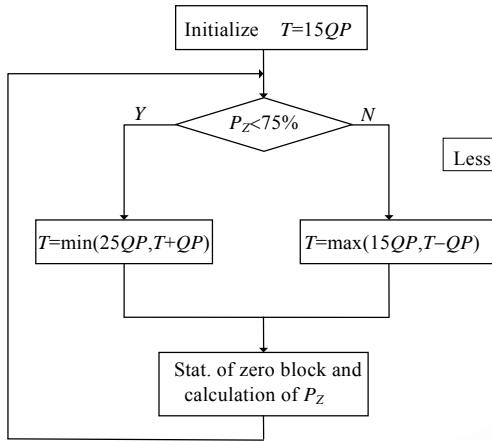 Initialize T=15QP
P_Z<75%
Y
N
Less
T=min(25QP,T+QP)
T=max(15QP,T−QP)
Stat. of zero block and
calculation of P_Z